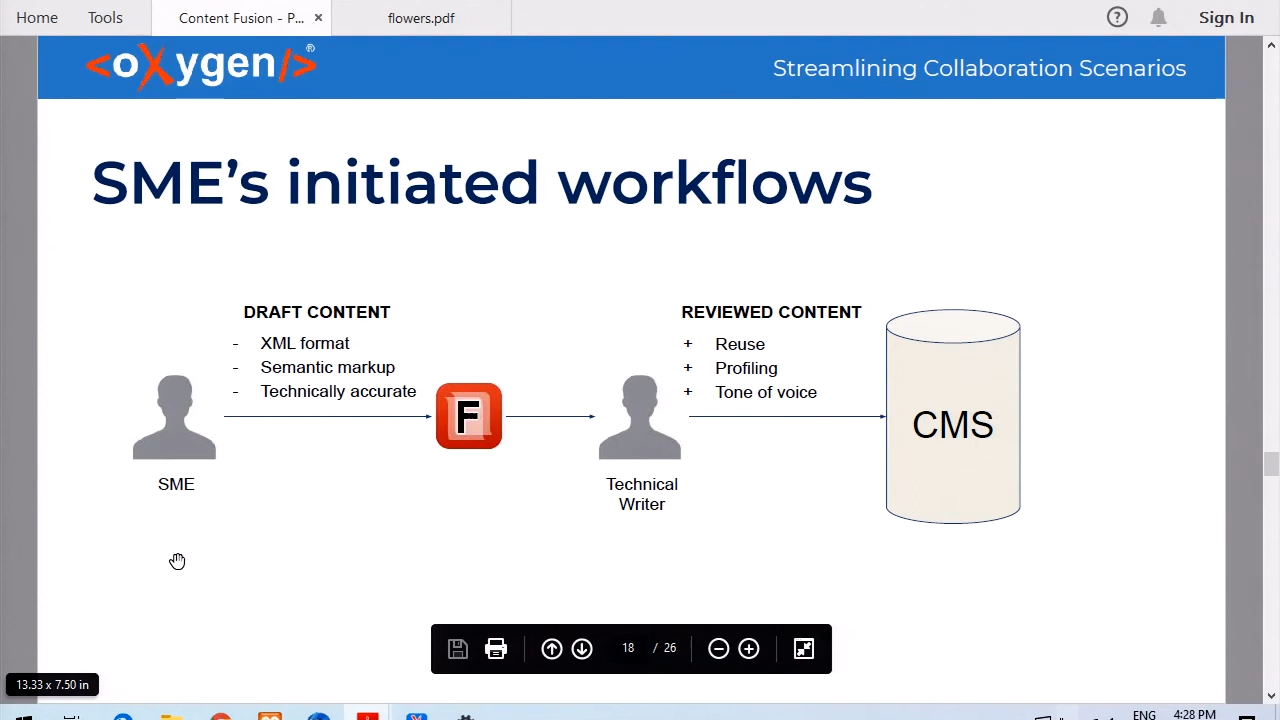 Home
Tools
Content Fusion - P...
×
flowers.pdf
Sign In
<oXygen/>®
Streamlining Collaboration Scenarios
SME’s initiated workflows
DRAFT CONTENT
- XML format
- Semantic markup
- Technically accurate
REVIEWED CONTENT
+ Reuse
+ Profiling
+ Tone of voice
F
CMS
SME
Technical
Writer
18 / 26
13.33 x 7.50 in
ENG
4:28 PM